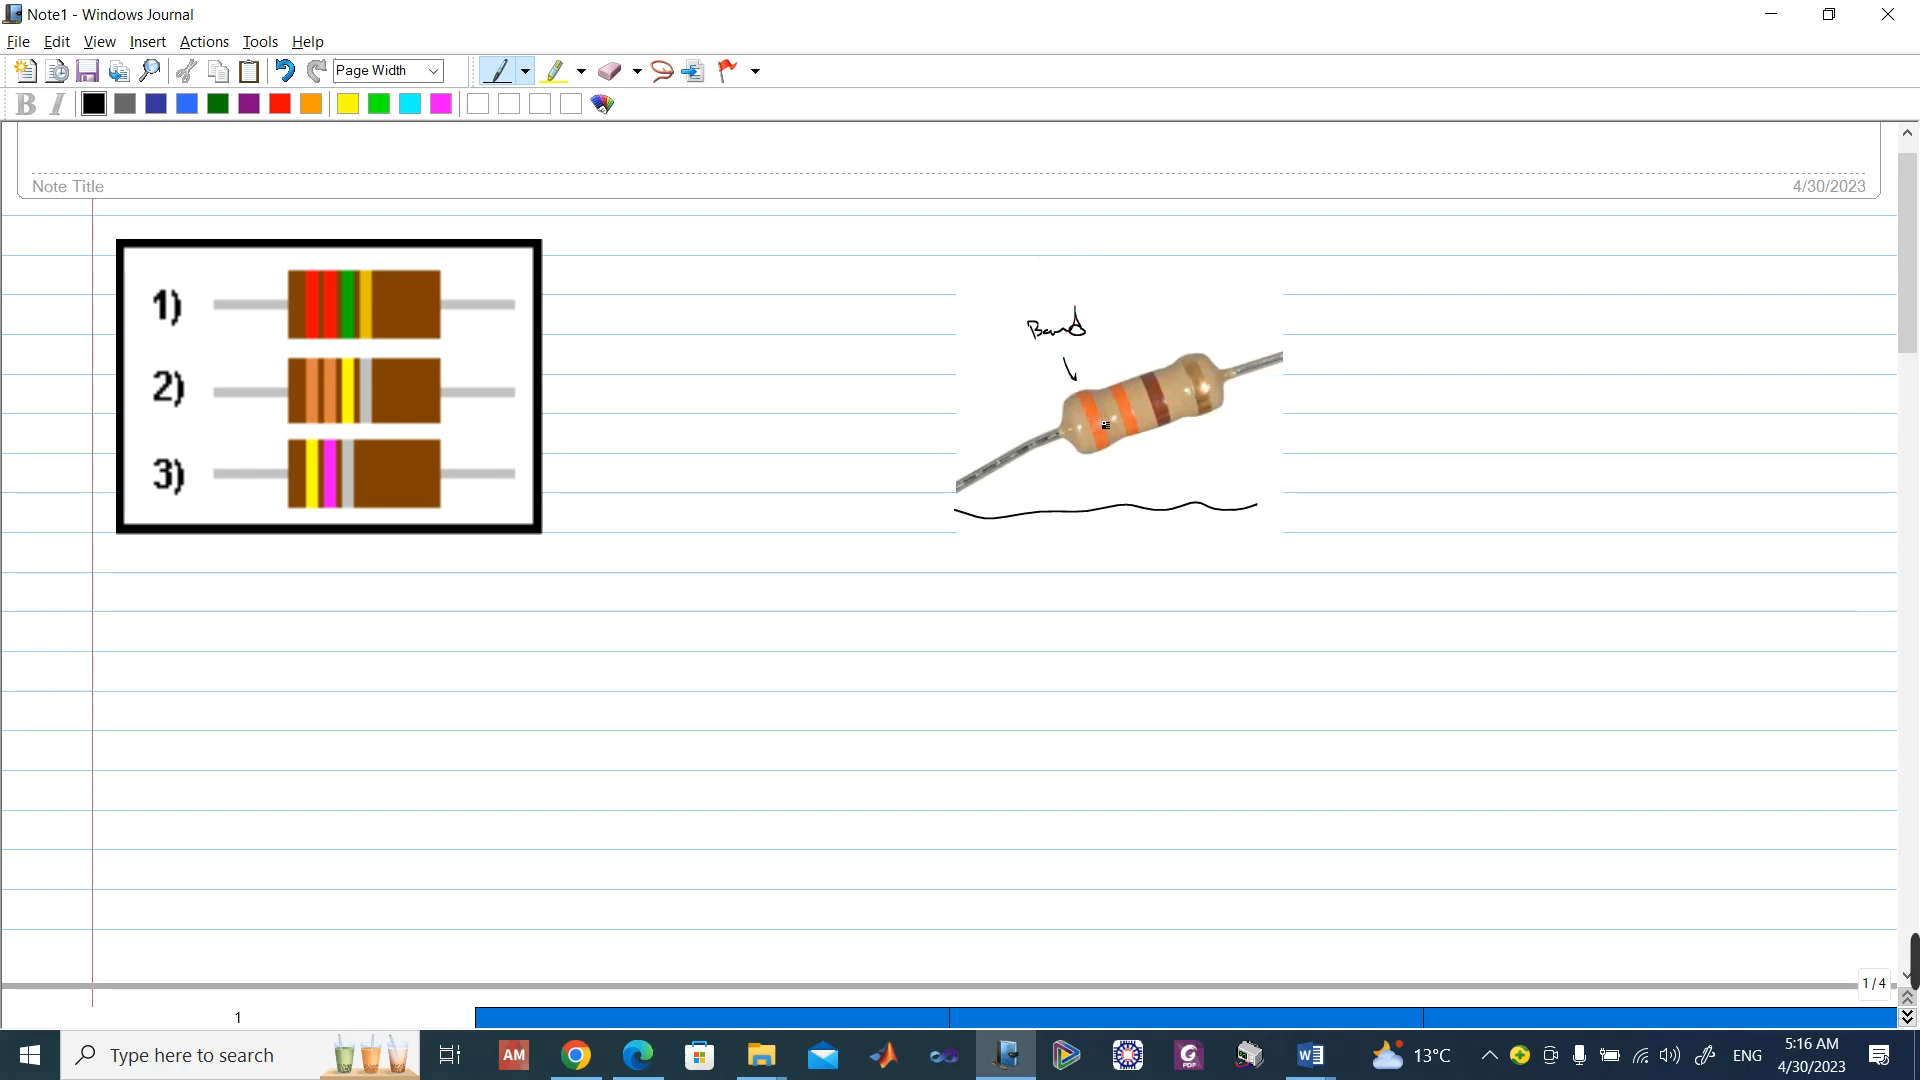 Note1 - Windows Journal
File Edit View Insert Actions Tools Help
Page Width
B I
Note Title 4/30/2023
1)
2)
3)
Band
1 / 4
1
Type here to search
AM
PDF
13°C
ENG
5:16 AM
4/30/2023